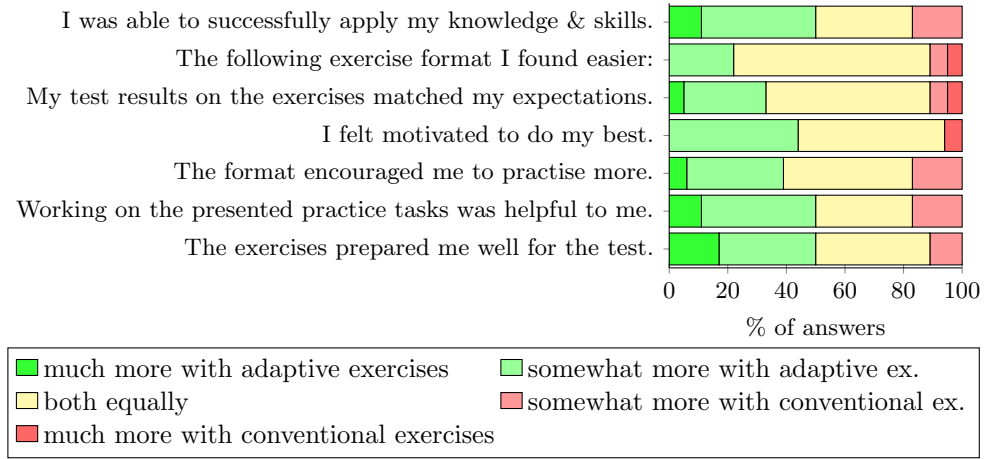 I was able to successfully apply my knowledge & skills.
The following exercise format I found easier:
My test results on the exercises matched my expectations.
I felt motivated to do my best.
The format encouraged me to practise more.
Working on the presented practice tasks was helpful to me.
The exercises prepared me well for the test.
0 20 40 60 80 100
% of answers
much more with adaptive exercises somewhat more with adaptive ex.
both equally somewhat more with conventional ex.
much more with conventional exercises